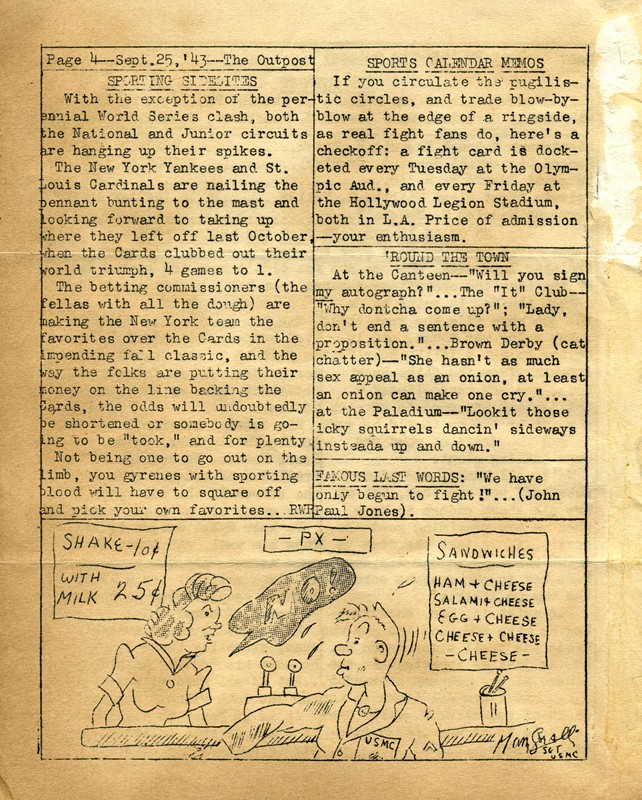 Page 4--Sept.25,'43--The Outpost
SPORTING SIDELITES
With the exception of the per-
ennial World Series clash, both
the National and Junior circuits
are hanging up their spikes.
The New York Yankees and St.
Louis Cardinals are nailing the
pennant bunting to the mast and
looking forward to taking up
where they left off last October,
when the Cards clubbed out their
world triumph, 4 games to 1.
The betting commissioners (the
fellas with all the dough) are
making the New York team the
favorites over the Cards in the
impending fall classic, and the
way the folks are putting their
money on the line backing the
Cards, the odds will undoubtedly
be shortened or somebody is go-
ing to be "took," and for plenty
Not being one to go out on the
limb, you gyrenes with sporting
blood will have to square off
and pick your own favorites...RWR
SPORTS CALENDAR MEMOS
If you circulate the pugilis-
tic circles, and trade blow-by-
blow at the edge of a ringside,
as real fight fans do, here's a
checkoff: a fight card is dock-
eted every Tuesday at the Olym-
pic Aud., and every Friday at
the Hollywood Legion Stadium,
both in L.A. Price of admission
--your enthusiasm.
'ROUND THE TOWN
At the Canteen--"Will you sign
my autograph?"...The "It" Club--
"Why dontcha come up?"; "Lady,
don't end a sentence with a
proposition."...Brown Derby (cat
chatter)--"She hasn't as much
sex appeal as an onion, at least
an onion can make one cry."...
at the Paladium--"Lookit those
icky squirrels dancin' sideways
insteada up and down."
FAMOUS LAST WORDS: "We have
only begun to fight!"...(John
Paul Jones).
SHAKE-10¢
WITH
MILK 25¢
- PX -
NO!
SANDWICHES
HAM + CHEESE
SALAMI + CHEESE
EGG + CHEESE
CHEESE + CHEESE
- CHEESE -
USMC
SGT
USMC